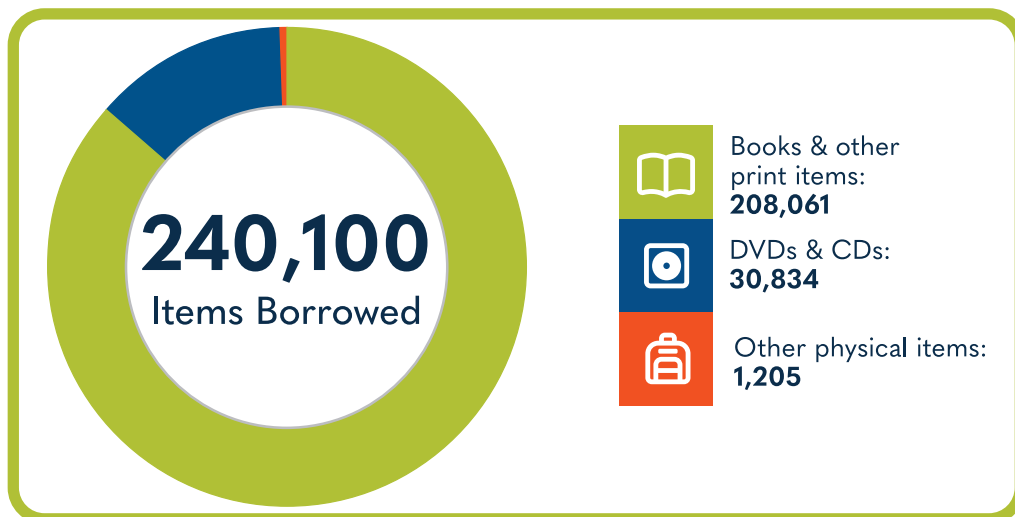 240,100
Items Borrowed
Books & other
print items:
208,061
DVDs & CDs:
30,834
Other physical items:
1,205